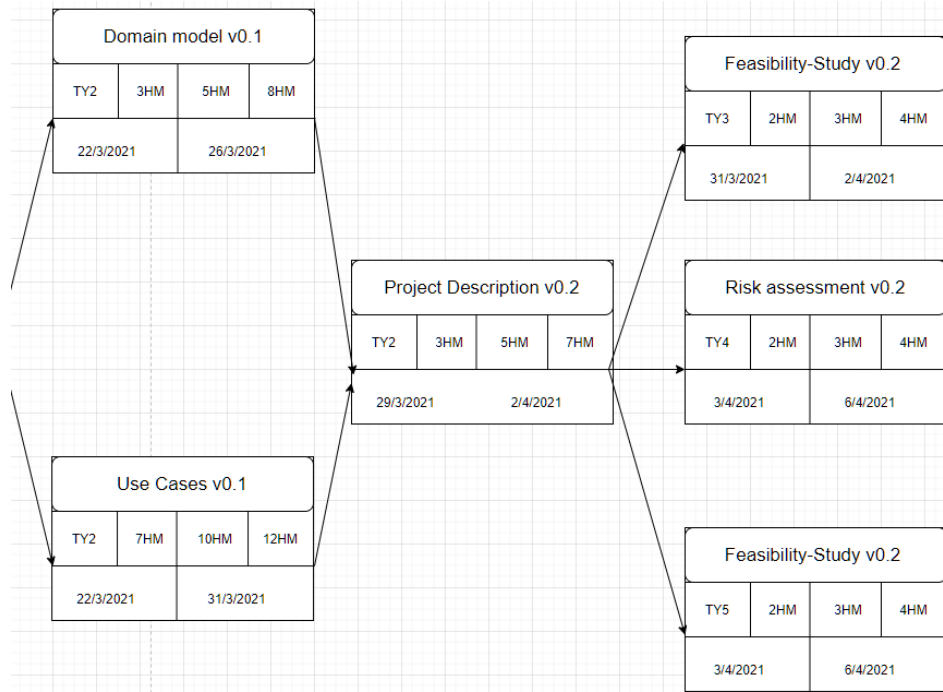 Domain model v0.1
TY2 3HM 5HM 8HM
22/3/2021 26/3/2021
Use Cases v0.1
TY2 7HM 10HM 12HM
22/3/2021 31/3/2021
Project Description v0.2
TY2 3HM 5HM 7HM
29/3/2021 2/4/2021
Feasibility-Study v0.2
TY3 2HM 3HM 4HM
31/3/2021 2/4/2021
Risk assessment v0.2
TY4 2HM 3HM 4HM
3/4/2021 6/4/2021
Feasibility-Study v0.2
TY5 2HM 3HM 4HM
3/4/2021 6/4/2021